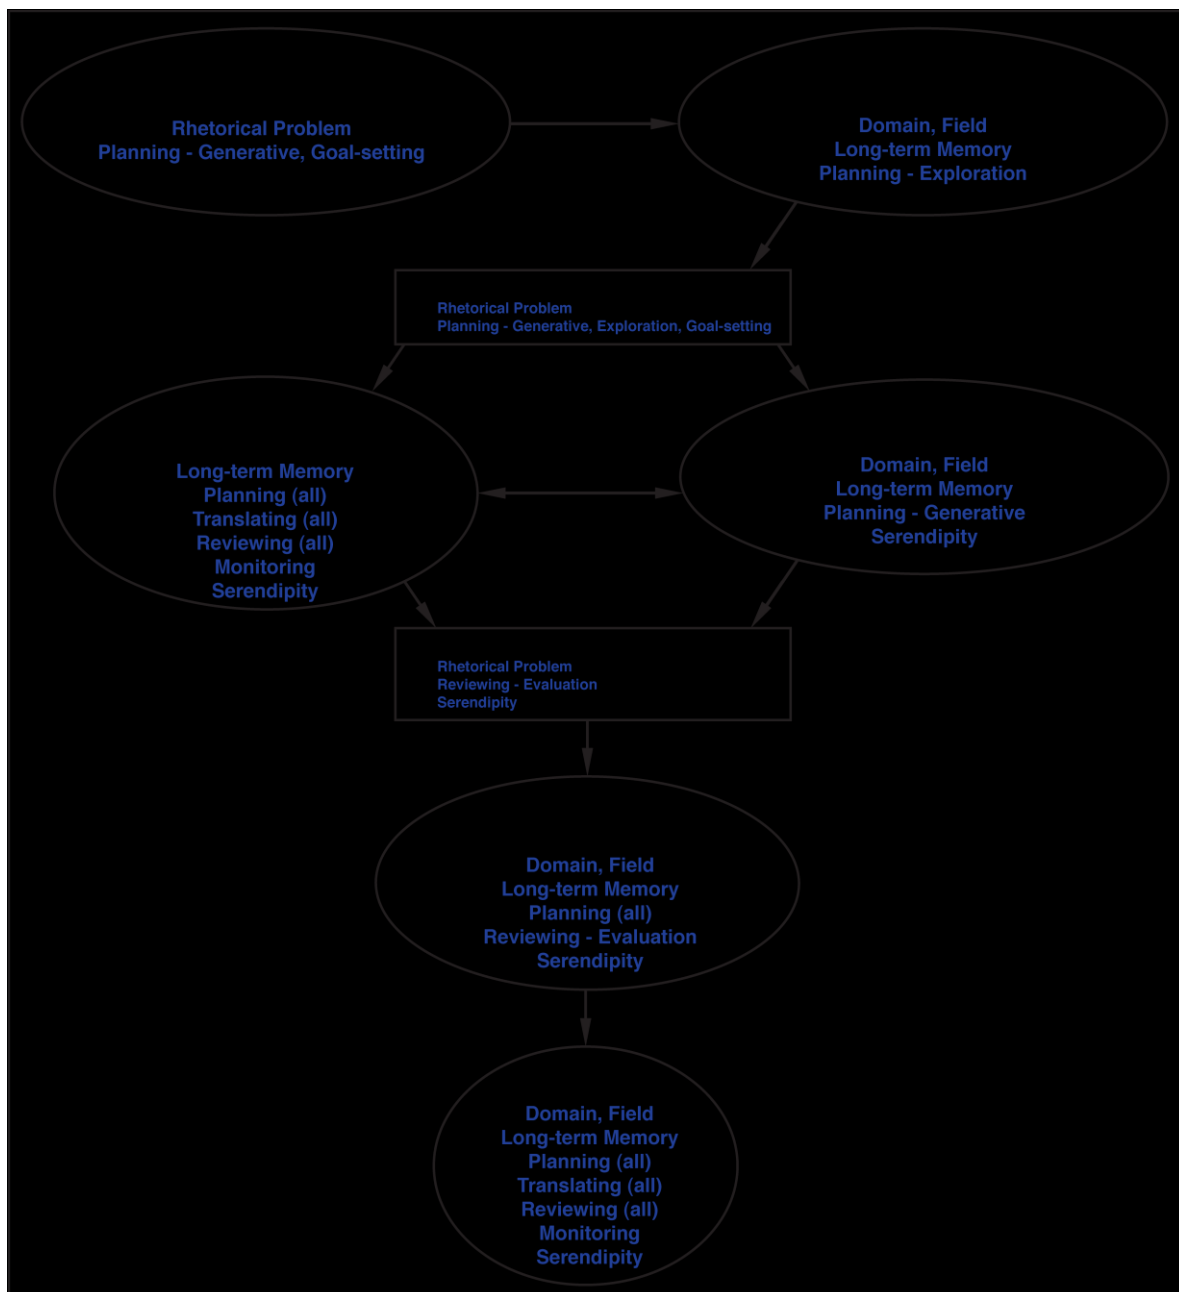 Rhetorical Problem
Planning - Generative, Goal-setting
Domain, Field
Long-term Memory
Planning - Exploration
Rhetorical Problem
Planning - Generative, Exploration, Goal-setting
Long-term Memory
Planning (all)
Translating (all)
Reviewing (all)
Monitoring
Serendipity
Domain, Field
Long-term Memory
Planning - Generative
Serendipity
Rhetorical Problem
Reviewing - Evaluation
Serendipity
Domain, Field
Long-term Memory
Planning (all)
Reviewing - Evaluation
Serendipity
Domain, Field
Long-term Memory
Planning (all)
Translating (all)
Reviewing (all)
Monitoring
Serendipity